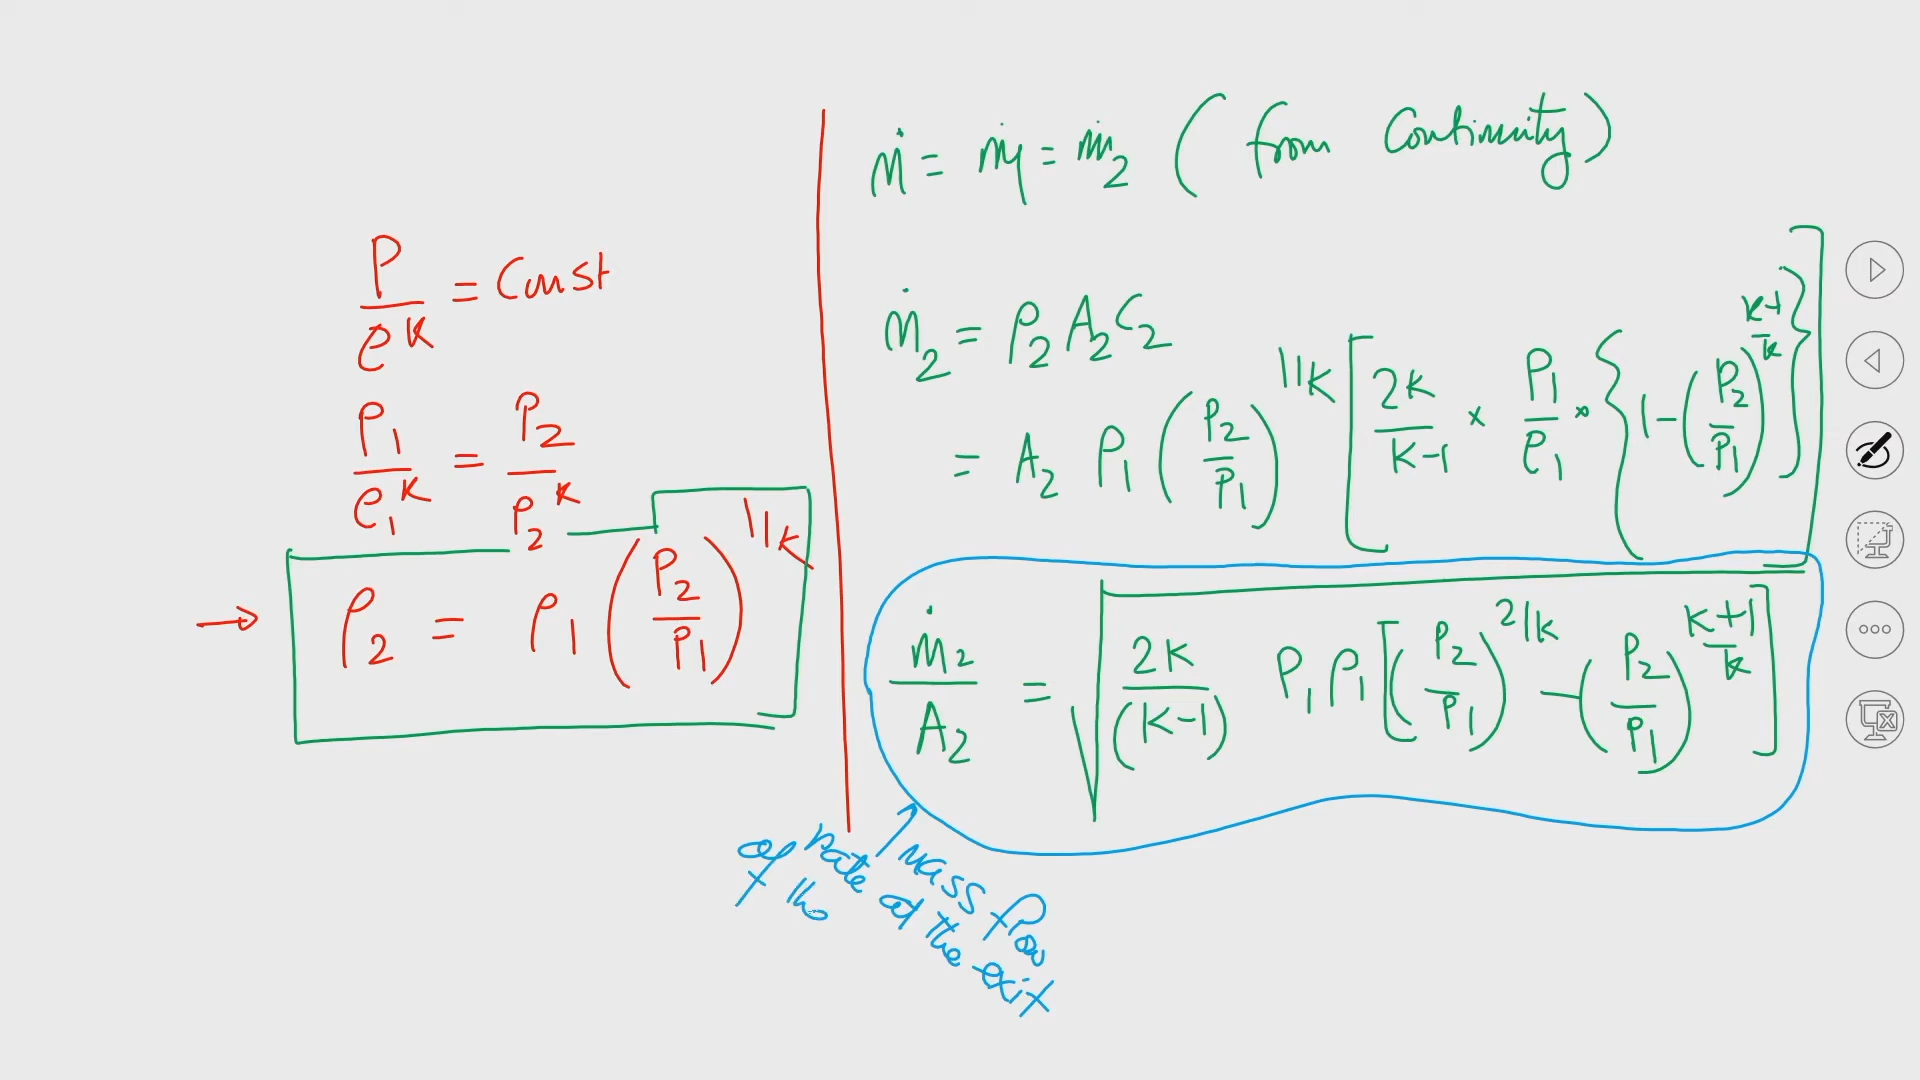 P/ρ^K = Const
P₁/ρ₁^K = P₂/ρ₂^K
→ ρ₂ = ρ₁ (P₂/P₁)^1/K
ṁ = ṁ₁ = ṁ₂ (from Continuity)
ṁ₂ = ρ₂ A₂ C₂
= A₂ ρ₁ (P₂/P₁)^1/K [2K/K-1 × P₁/ρ₁ × {1-(P₂/P₁)^K-1/K}]
ṁ₂/A₂ = √(2K/(K-1) P₁ρ₁ [(P₂/P₁)^2/K - (P₂/P₁)^K+1/K])
mass flow
rate at the exit
of the